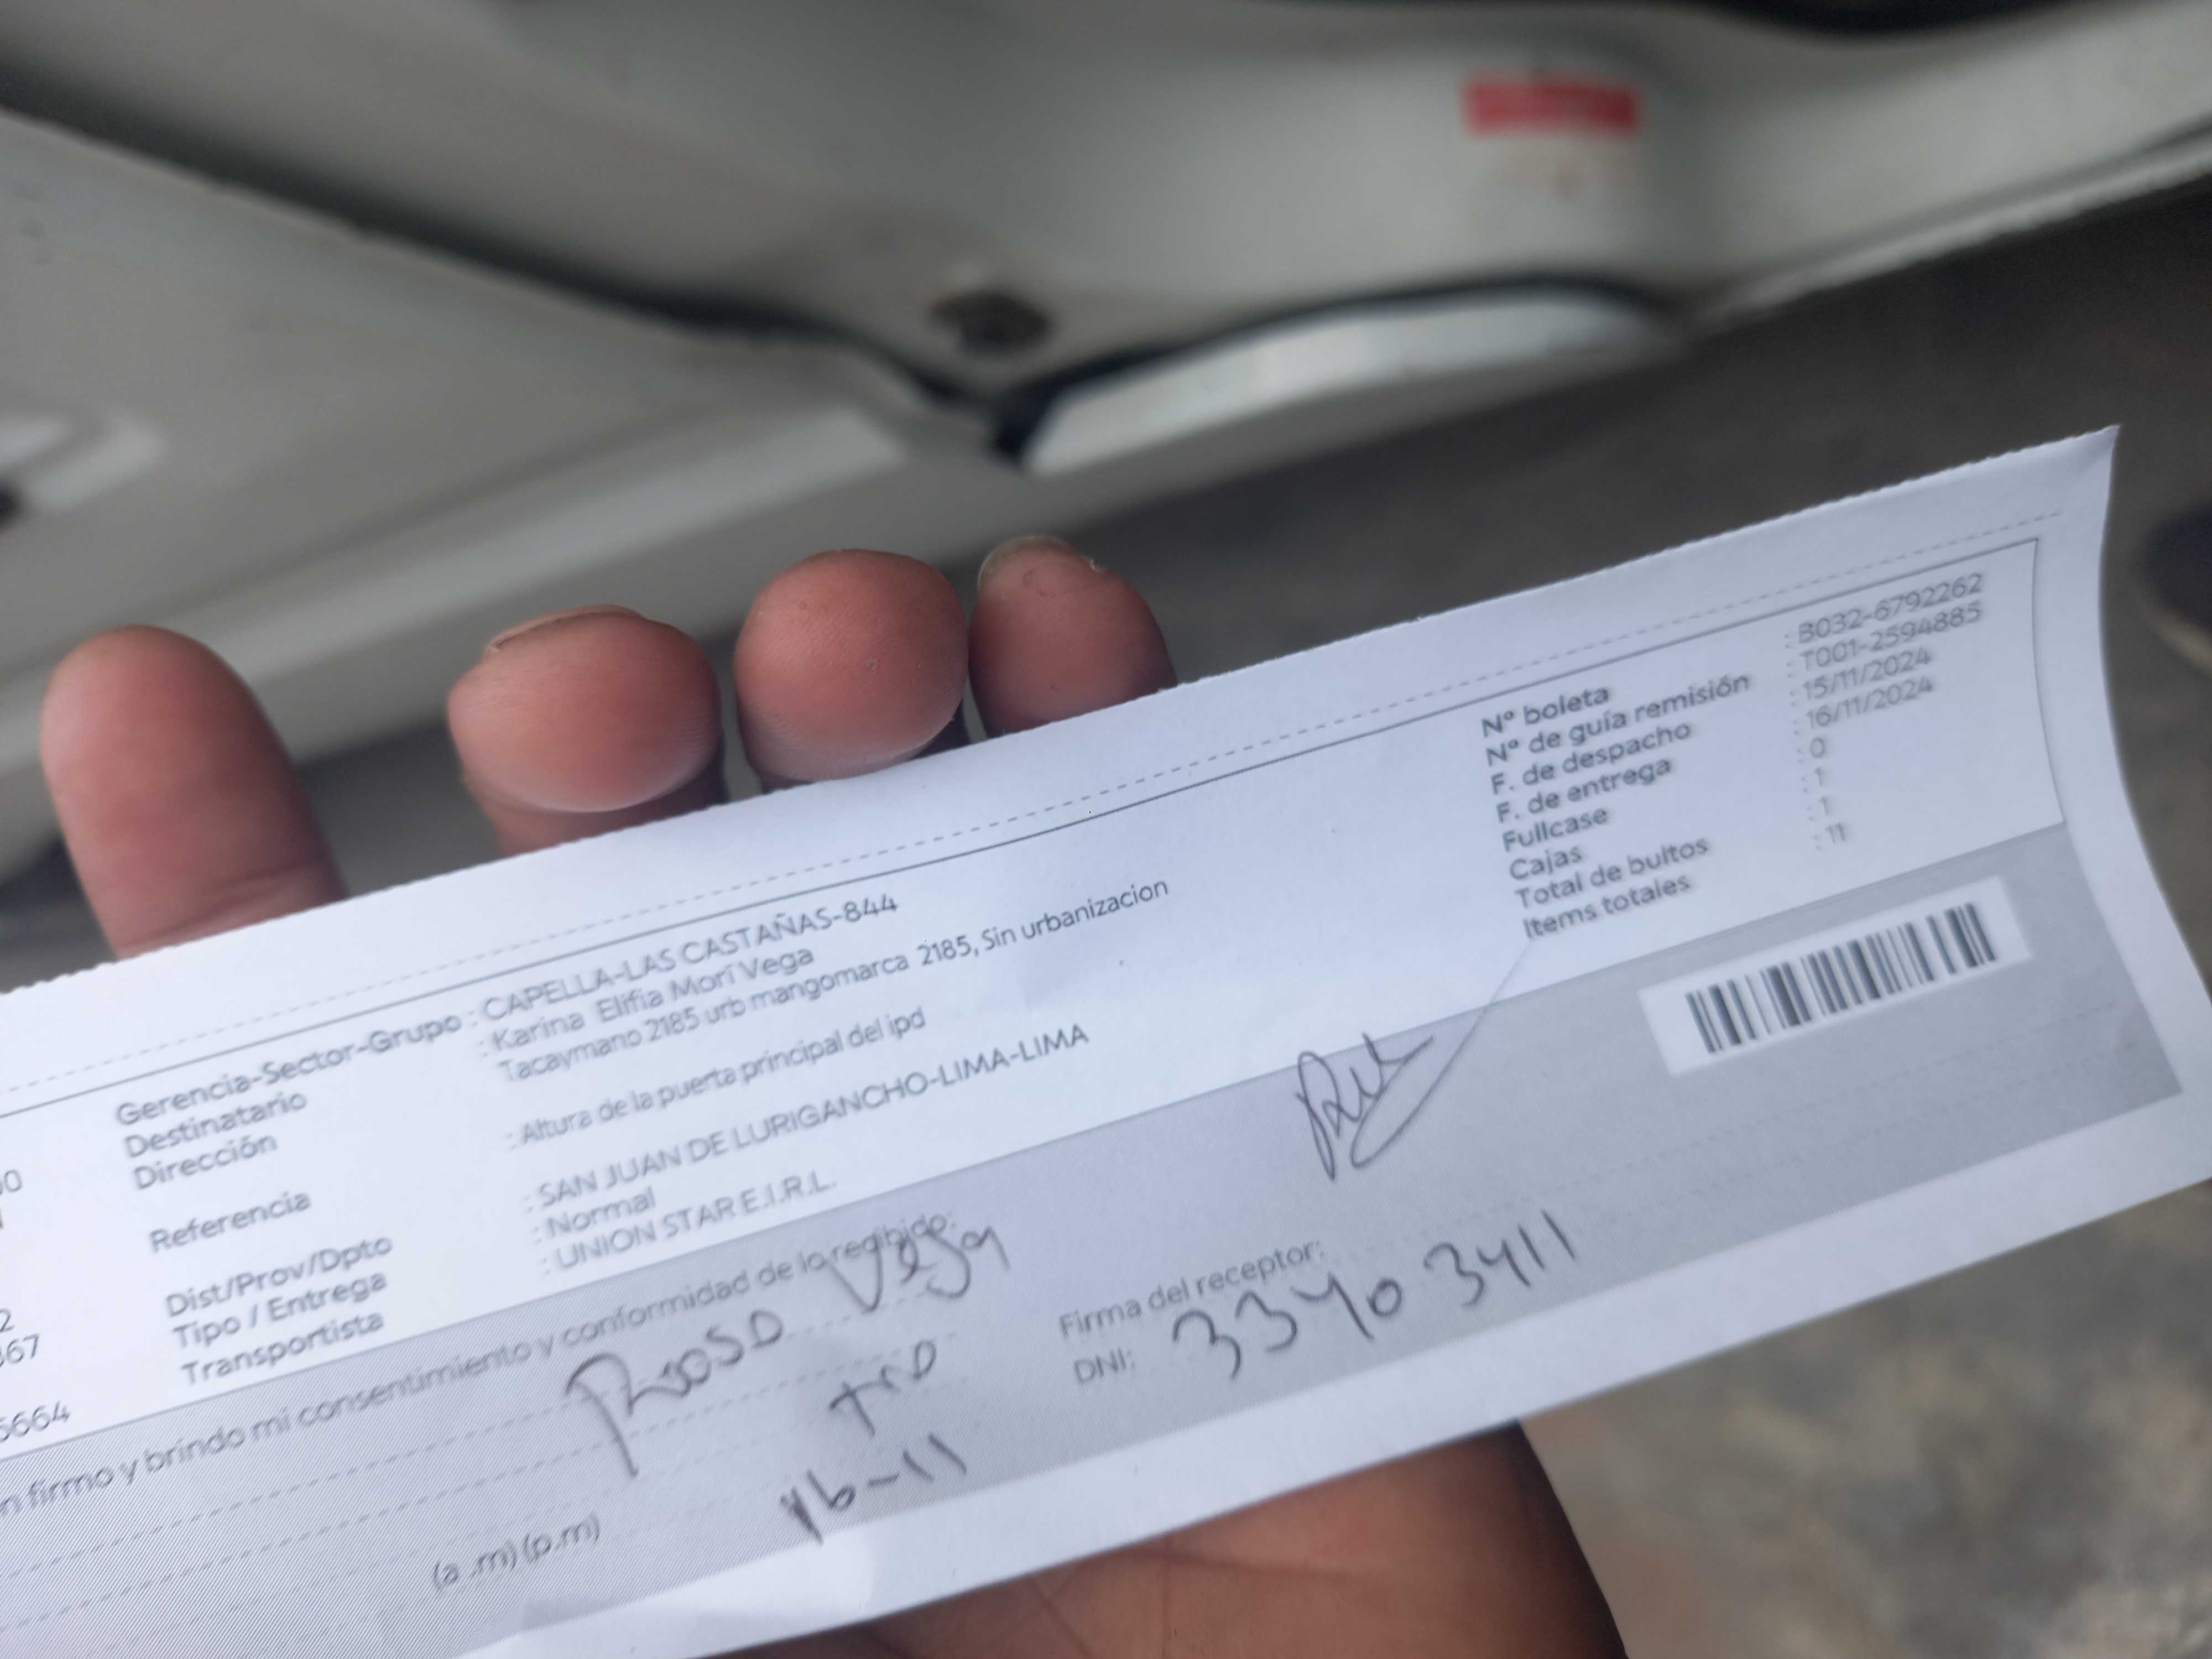 Gerencia-Sector-Grupo : CAPELLA-LAS CASTAÑAS-844
Destinatario : Karina Elifia Mori Vega
Dirección Tacaymano 2185 urb mangomarca 2185, Sin urbanizacion
Referencia : Altura de la puerta principal del ipd
Dist/Prov/Dpto : SAN JUAN DE LURIGANCHO-LIMA-LIMA
Tipo / Entrega : Normal
Transportista : UNION STAR E.I.R.L.
Nº boleta : B032-6792262
Nº de guía remisión : T001-2594885
F. de despacho : 15/11/2024
F. de entrega : 16/11/2024
Fullcase : 0
Cajas : 1
Total de bultos : 1
Items totales : 11
2
367
5664
n firmo y brindo mi consentimiento y conformidad de lo recibido:
Vega
16-11
(a .m) (p.m)
Firma del receptor:
DNI: 33403411